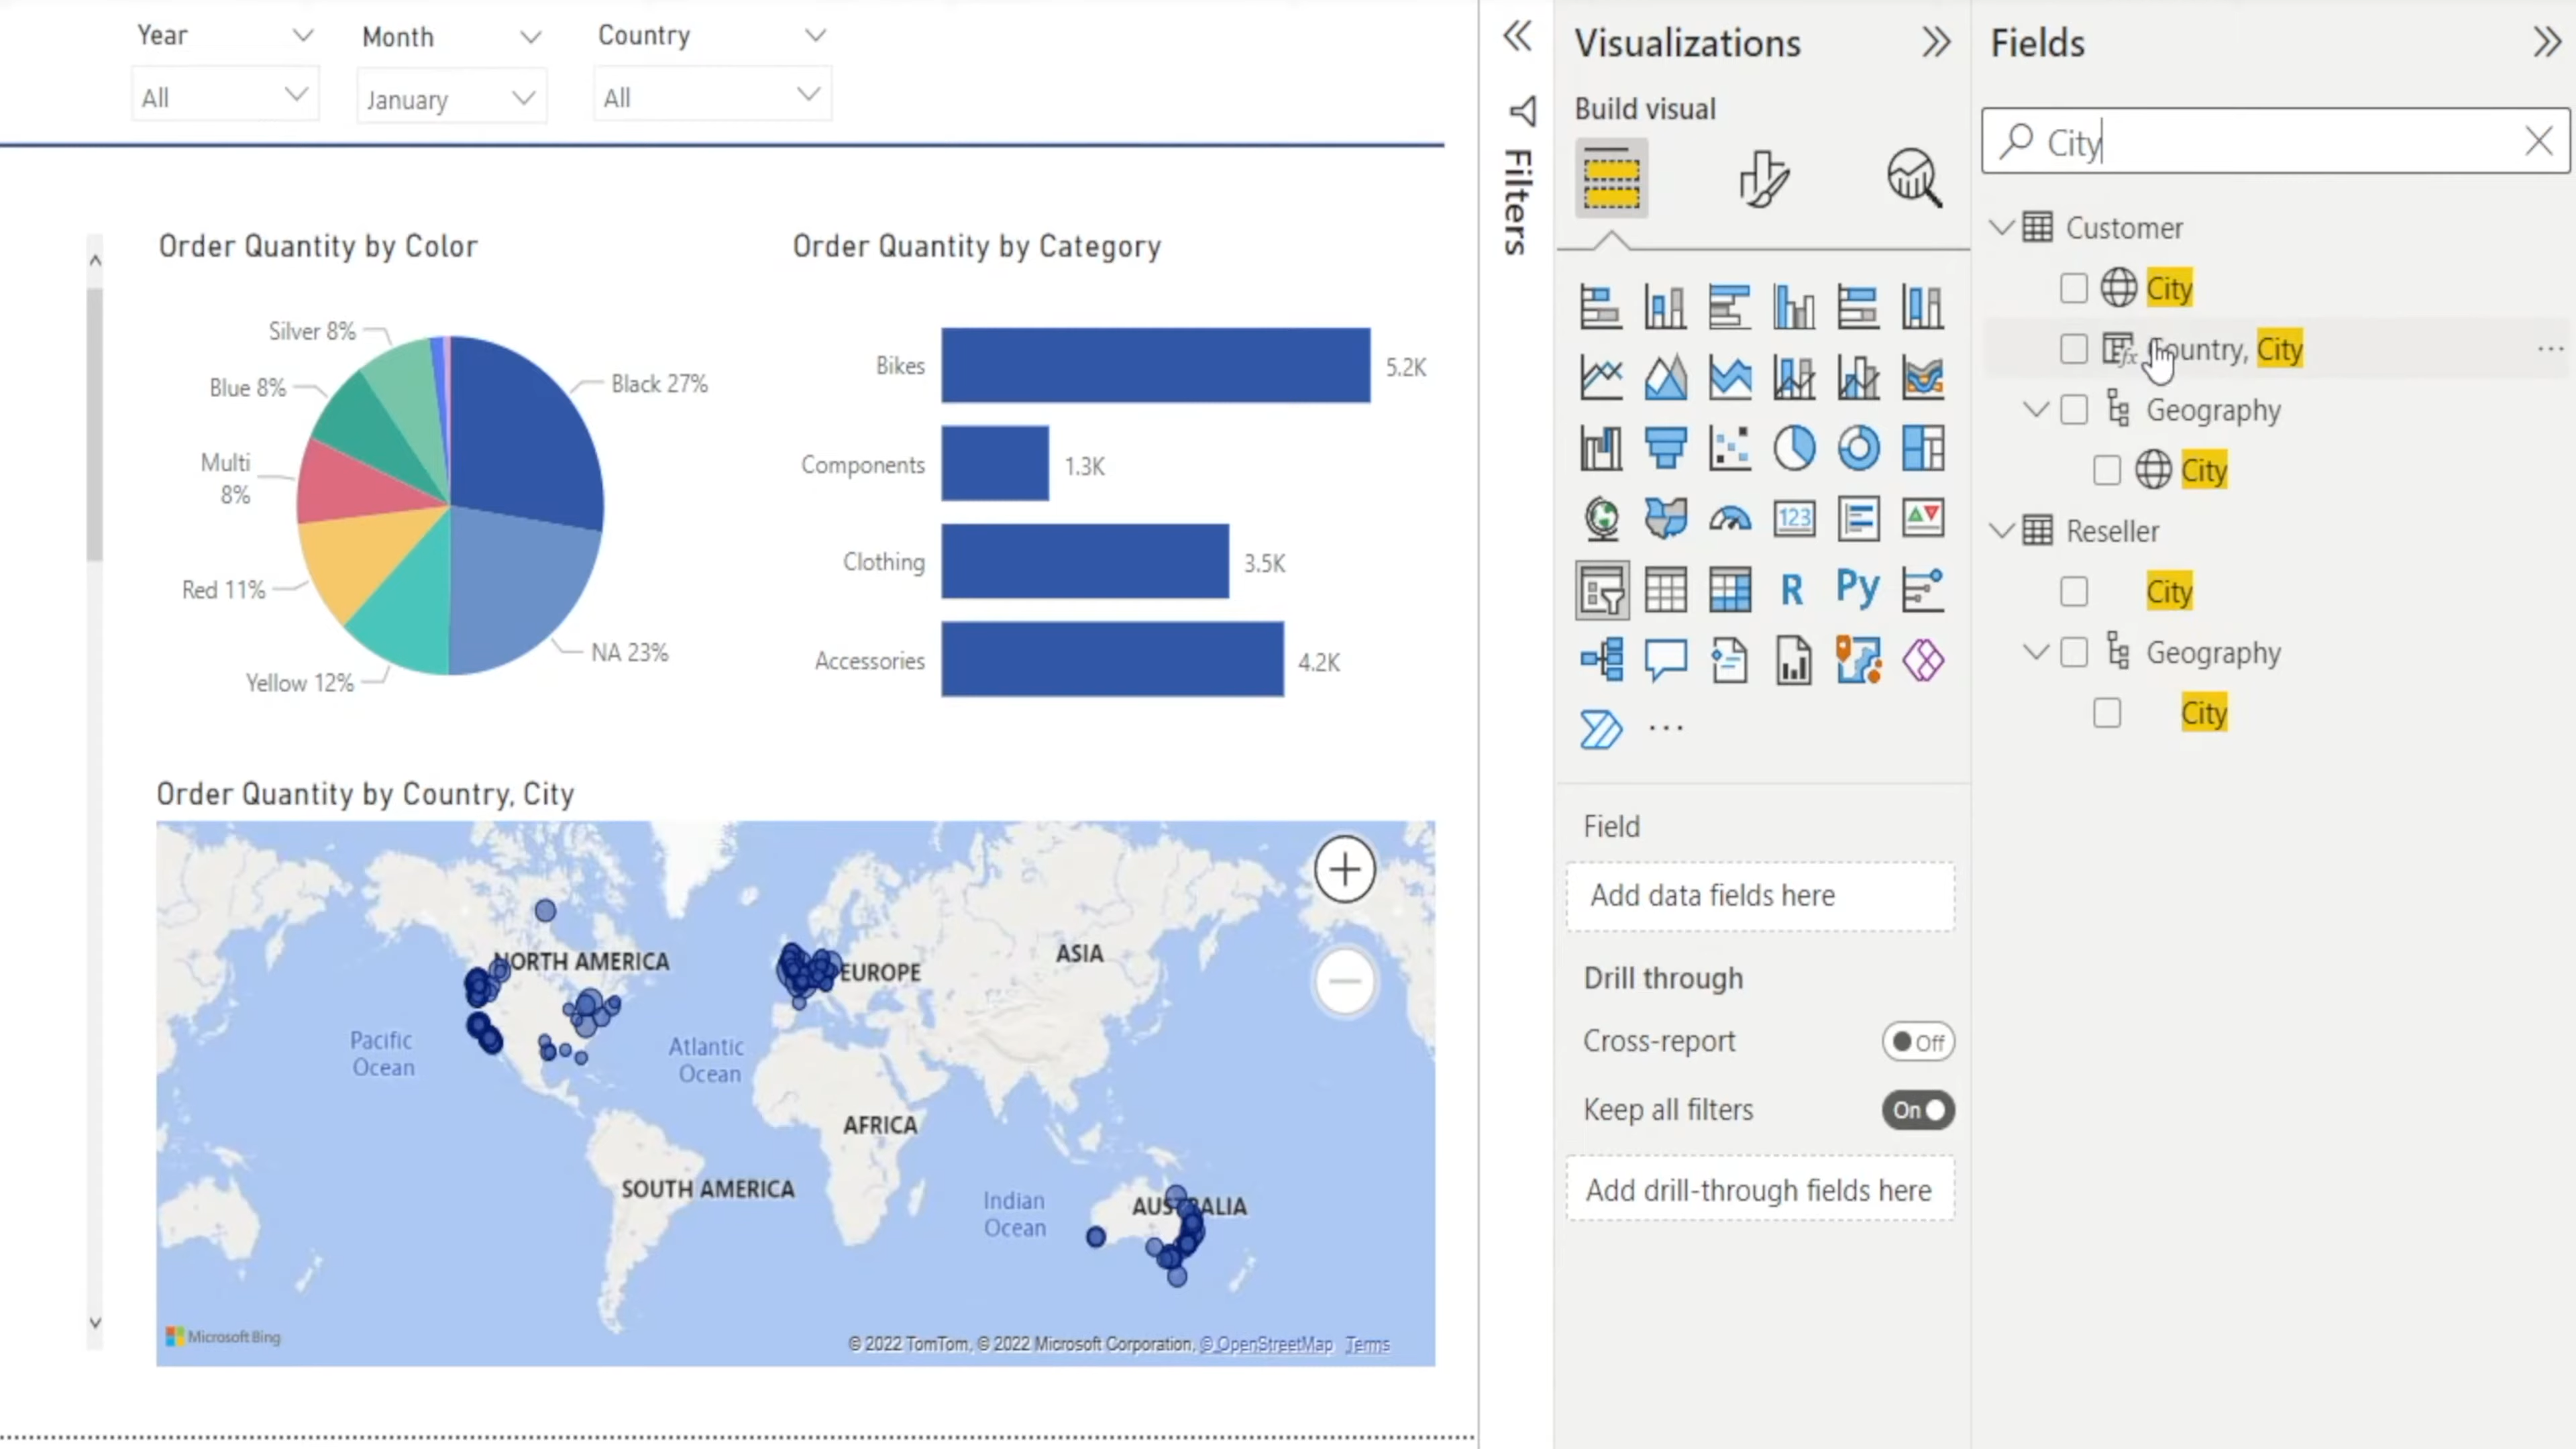 Year
Month
Country
All
January
All
Order Quantity by Color
Silver 8%
Blue 8%
Multi
8%
Red 11%
Yellow 12%
Black 27%
NA 23%
Order Quantity by Category
Bikes
5.2K
Components
1.3K
Clothing
3.5K
Accessories
4.2K
Order Quantity by Country, City
NORTH AMERICA
EUROPE
ASIA
Pacific
Ocean
Atlantic
Ocean
AFRICA
SOUTH AMERICA
Indian
Ocean
AUSTRALIA
Microsoft Bing
© 2022 TomTom, © 2022 Microsoft Corporation, © OpenStreetMap Terms
Filters
Visualizations
Build visual
123
R
Py
...
Field
Add data fields here
Drill through
Cross-report
Off
Keep all filters
On
Add drill-through fields here
Fields
City
Customer
City
Country, City
...
Geography
City
Reseller
City
Geography
City